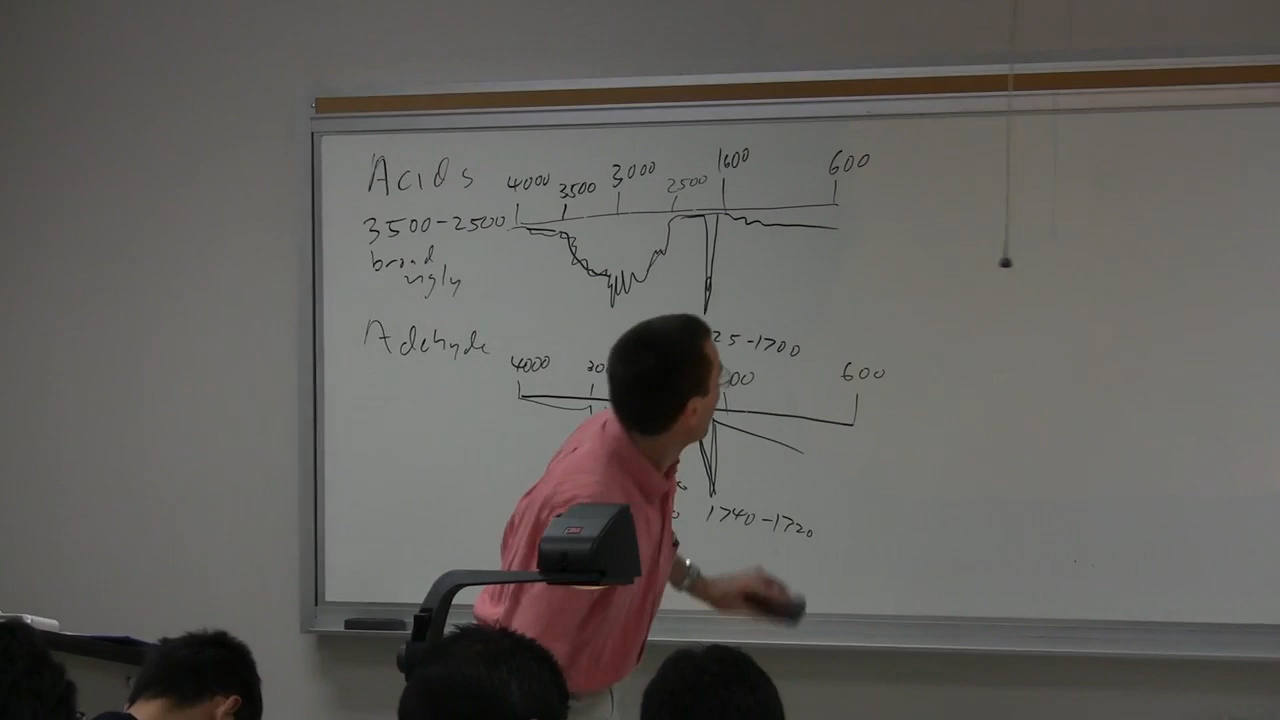 Acids 4000 3500 3000 2500 1600 600
3500-2500
broad
ugly
25-1700
Aldehyde 4000 600
1740-1720